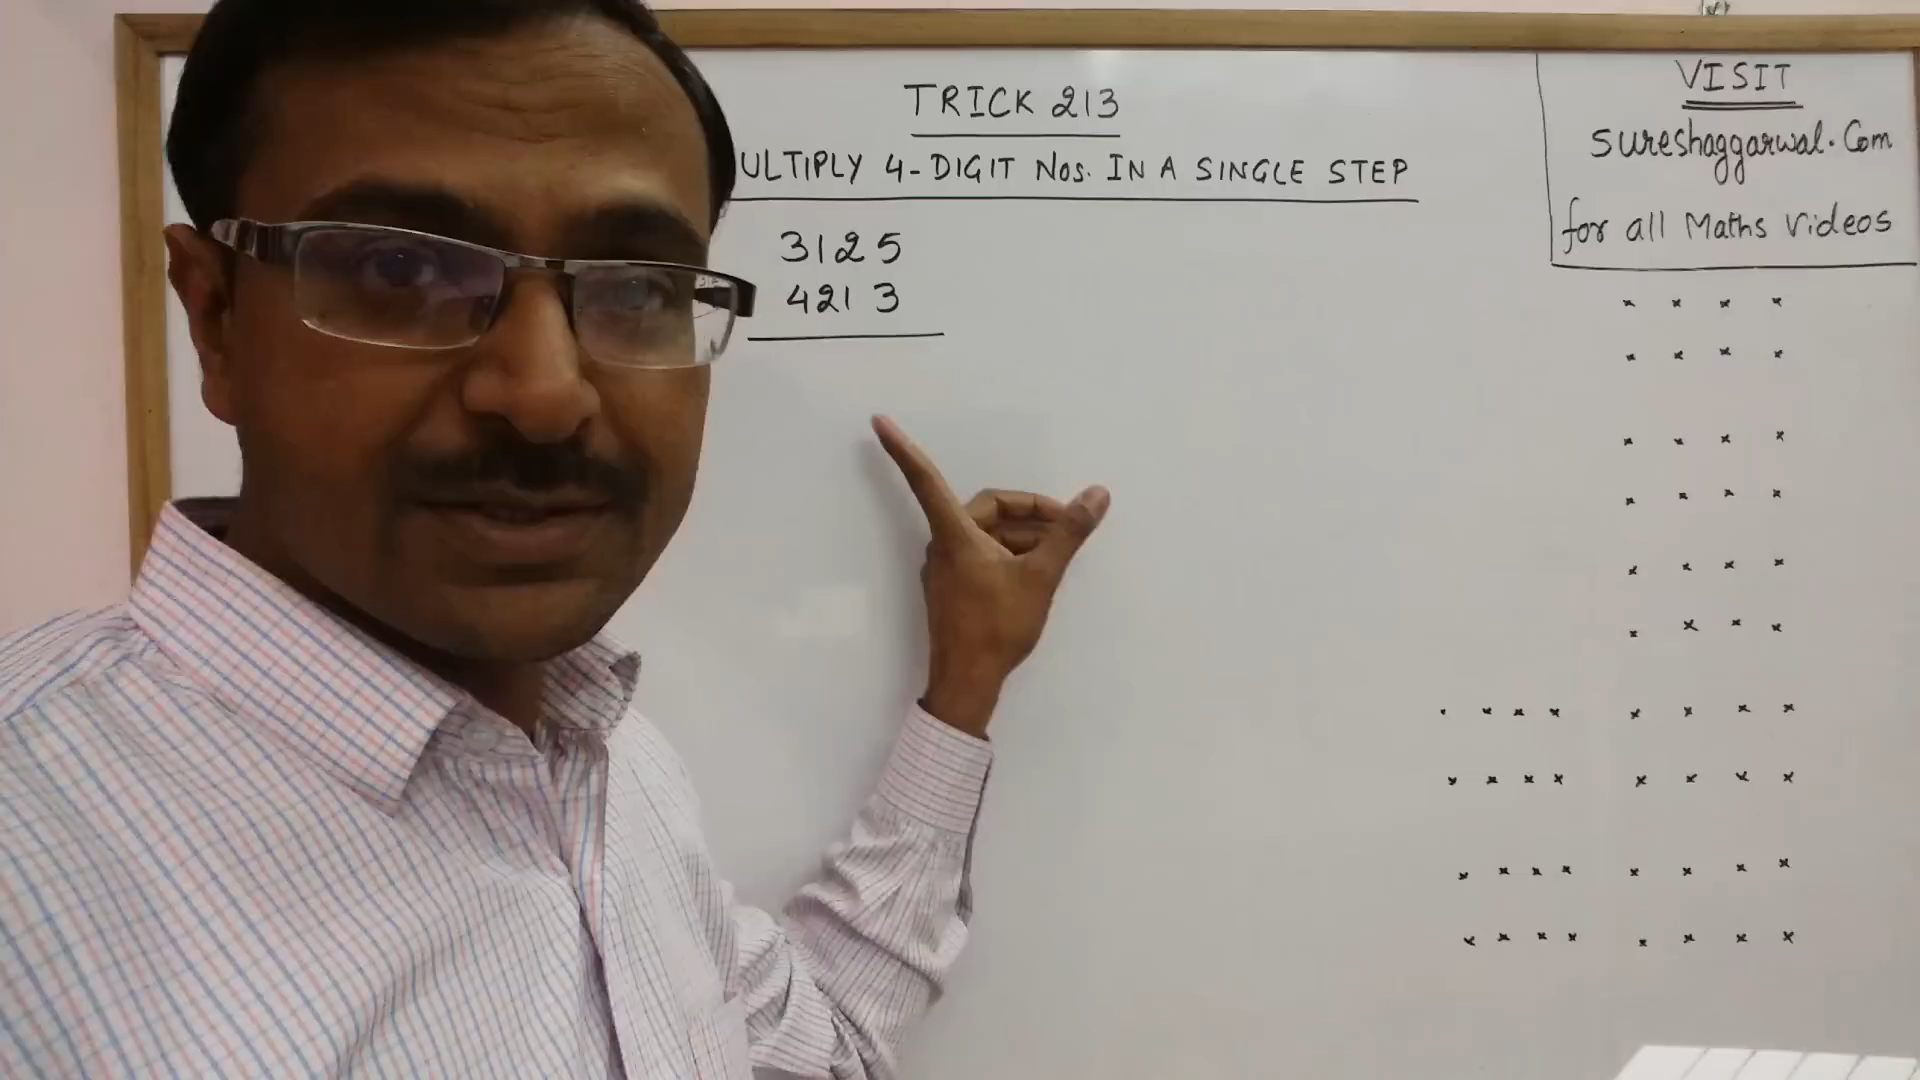 TRICK 213
ULTIPLY 4-DIGIT Nos. IN A SINGLE STEP
3125
4213
VISIT
sureshaggarwal.Com
for all Maths Videos